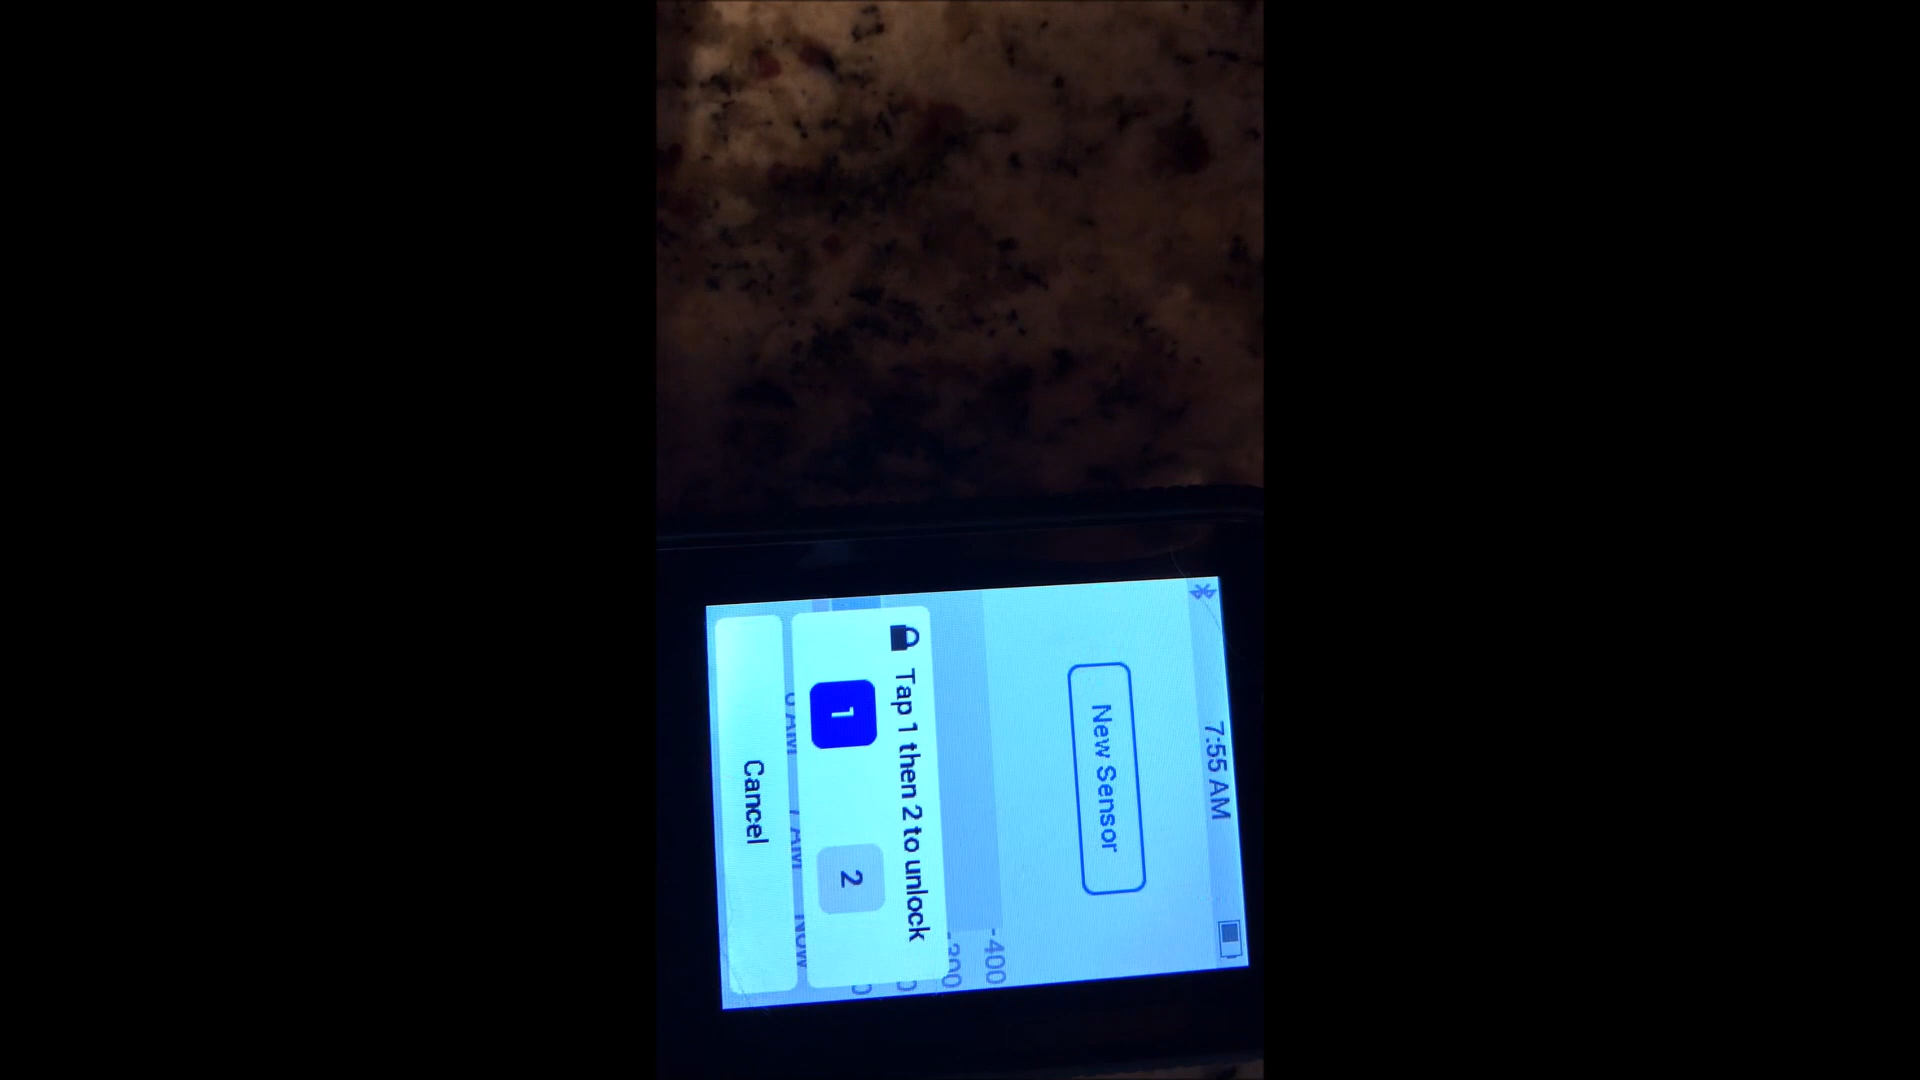 7:55 AM
New Sensor
-400
Tap 1 then 2 to unlock
1
2
Cancel